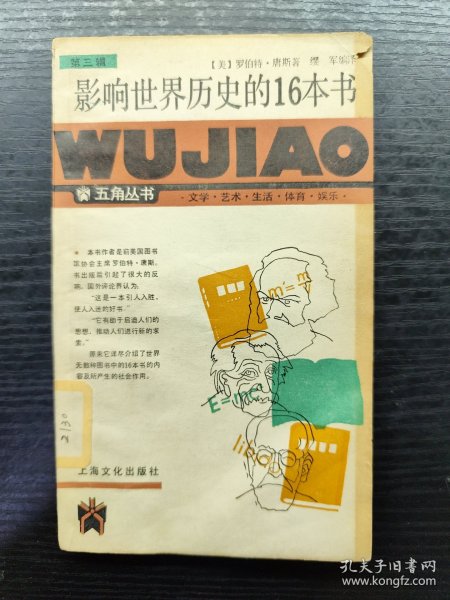 第三辑
【美】罗伯特·唐斯著 缨 军编译
影响世界历史的16本书
WUJIAO
五角丛书
·文学·艺术·生活·体育·娱乐·
本书作者是前美国图书
馆协会主席罗伯特·唐斯。
书出版后引起了很大的反
响。国外评论界认为：
“这是一本引人入胜、
使人入迷的好书。”
“它有助于启迪人们的
思想，推动人们进行新的求
索。”
原来它详尽介绍了世界
无数种图书中的16本书的内
容及所产生的社会作用。
m=m/v
E=mc
libido
2130
上海文化出版社
孔夫子旧书网
www.kongfz.com